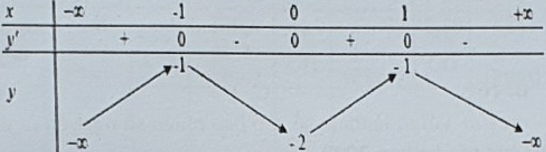 x -∞ -1 0 1 +∞
y' + 0 - 0 + 0 -
-1 -1
y
-∞ -2 -∞